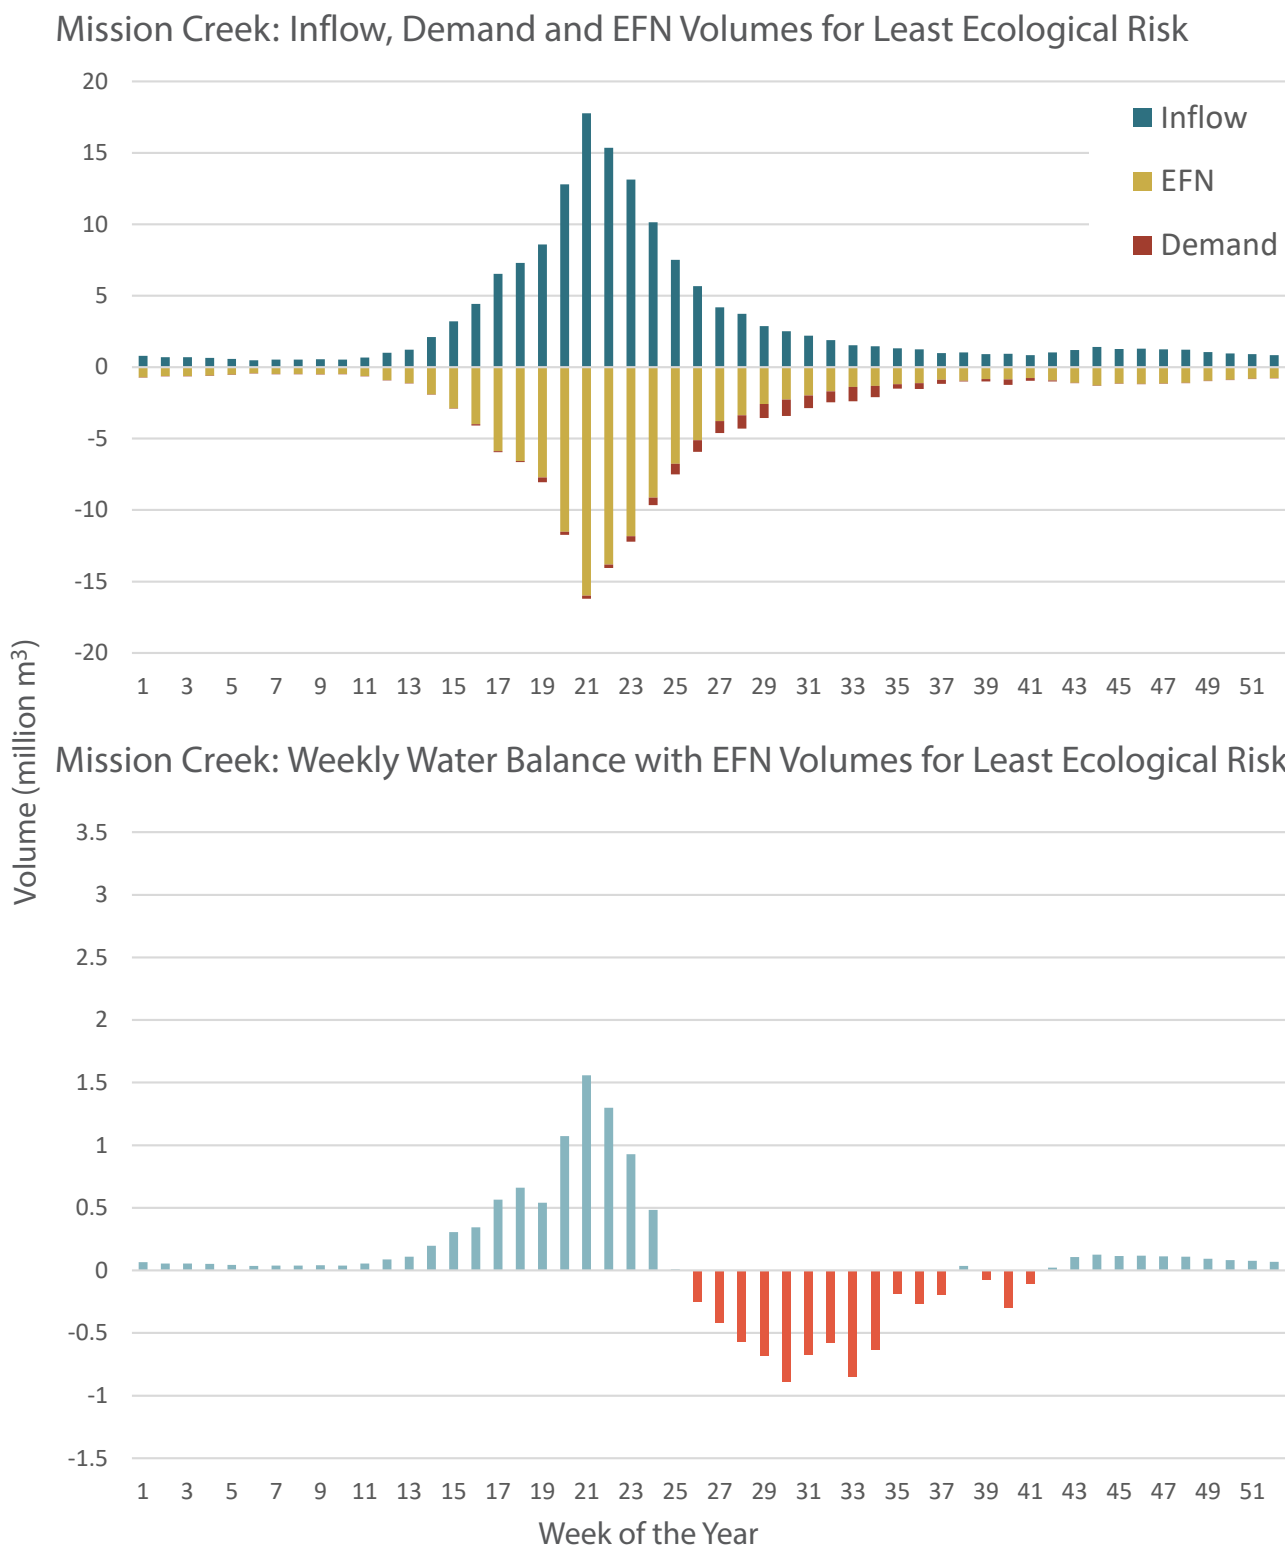 Mission Creek: Inflow, Demand and EFN Volumes for Least Ecological Risk
20
15
10
5
0
-5
-10
-15
-20
Inflow
EFN
Demand
1 3 5 7 9 11 13 15 17 19 21 23 25 27 29 31 33 35 37 39 41 43 45 47 49 51
Volume (million m³)
Mission Creek: Weekly Water Balance with EFN Volumes for Least Ecological Risk
3.5
3
2.5
2
1.5
1
0.5
0
-0.5
-1
-1.5
1 3 5 7 9 11 13 15 17 19 21 23 25 27 29 31 33 35 37 39 41 43 45 47 49 51
Week of the Year